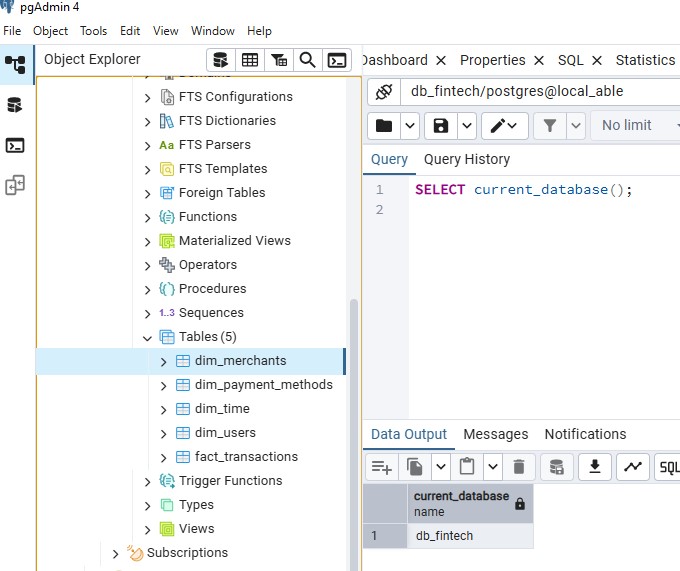 pgAdmin 4
File Object Tools Edit View Window Help
Object Explorer
FTS Configurations
FTS Dictionaries
Aa FTS Parsers
FTS Templates
Foreign Tables
Functions
Materialized Views
Operators
Procedures
1..3 Sequences
Tables (5)
dim_merchants
dim_payment_methods
dim_time
dim_users
fact_transactions
Trigger Functions
Types
Views
Subscriptions
Dashboard Properties SQL Statistics
db_fintech/postgres@local_able
No limit
Query Query History
1 SELECT current_database();
2
Data Output Messages Notifications
SQL
current_database
name
1 db_fintech